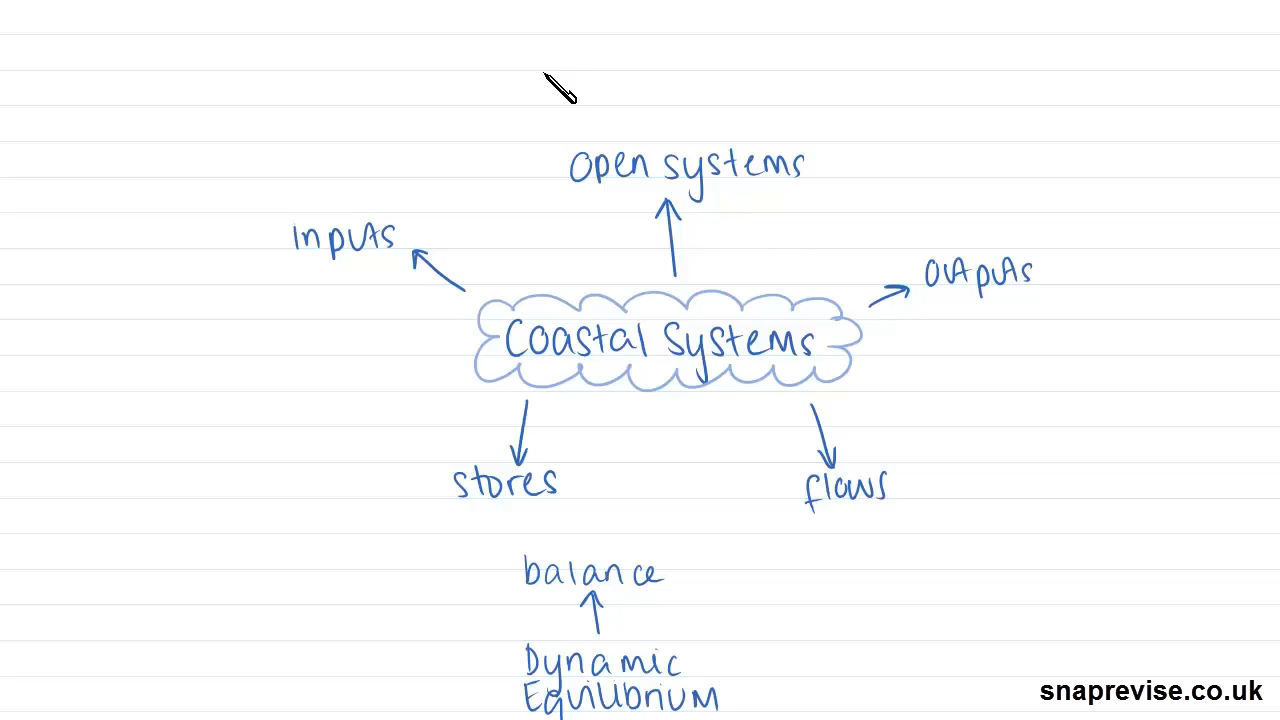 Open systems
Inputs
Outputs
Coastal Systems
stores
flows
balance
Dynamic
Equilibrium
snaprevise.co.uk